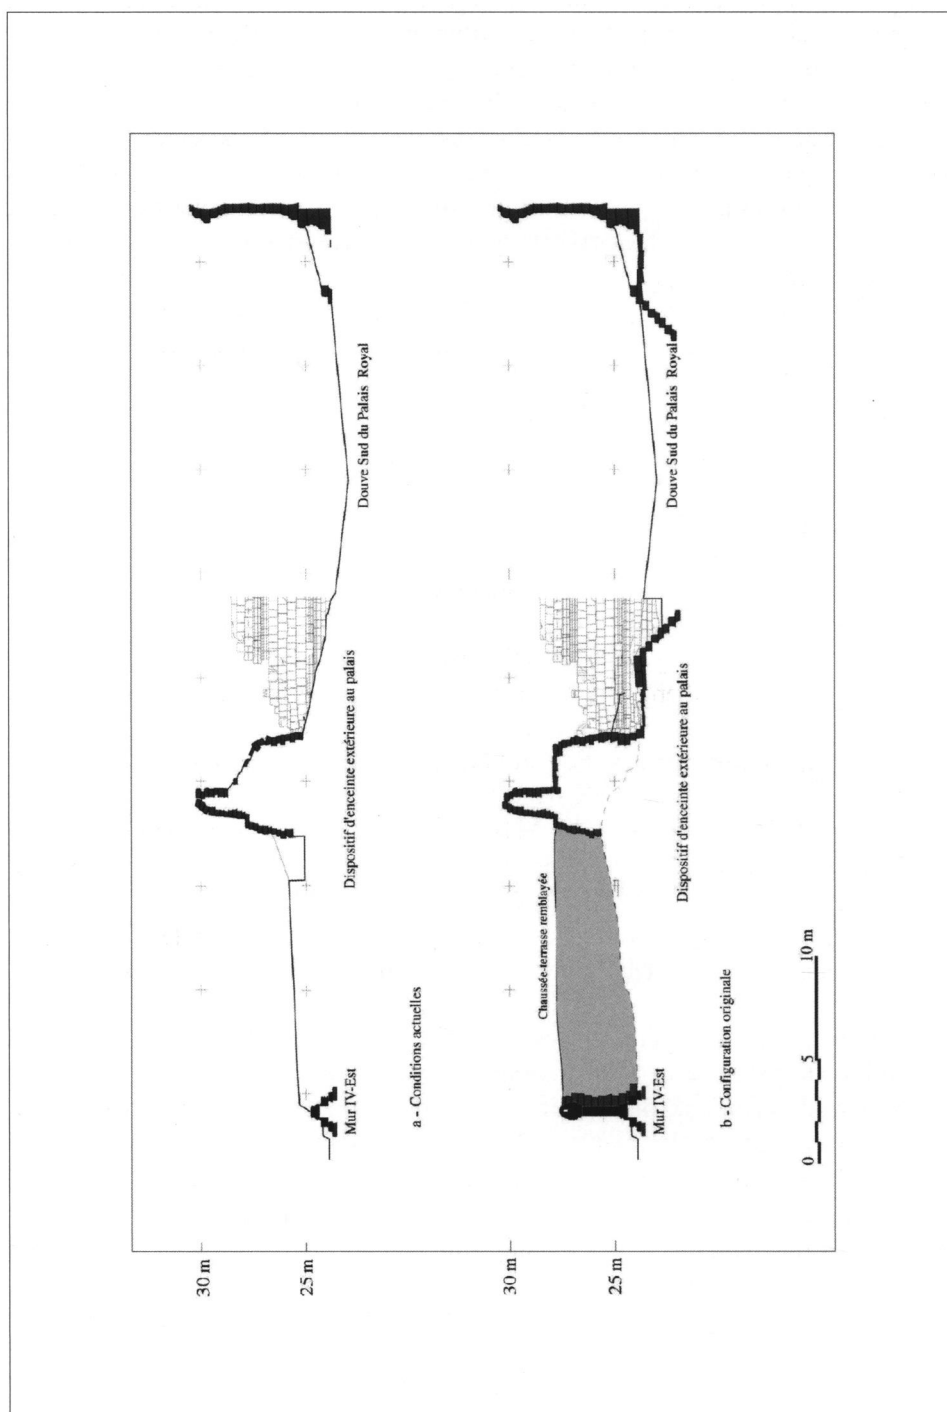 30 m
25 m
Mur IV-Est
Dispositif d'enceinte extérieure au palais
Douve Sud du Palais Royal
a - Conditions actuelles
30 m
25 m
Chaussée-terrasse remblayée
Mur IV-Est
Dispositif d'enceinte extérieure au palais
Douve Sud du Palais Royal
b - Configuration originale
0
5
10 m